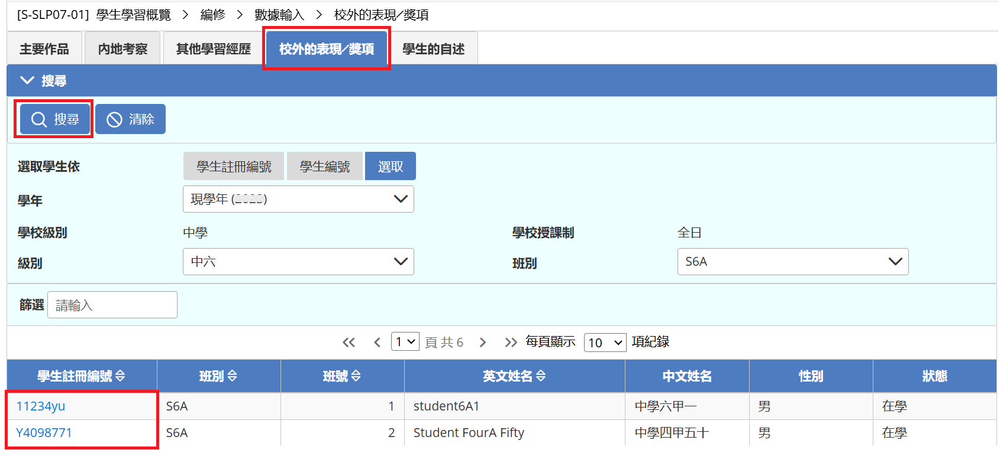 [S-SLP07-01] 學生學習概覽 > 編修 > 數據輸入 > 校外的表現／獎項
主要作品 內地考察 其他學習經歷 校外的表現／獎項 學生的自述
搜尋
搜尋 清除
選取學生依 學生註冊編號 學生編號 選取
學年 現學年 (2023)
學校級別 中學 學校授課制 全日
級別 中六 班別 S6A
篩選 請輸入
« ‹ 1 頁 共 6 › » 每頁顯示 10 項紀錄
學生註冊編號 班別 班號 英文姓名 中文姓名 性別 狀態
11234yu S6A 1 student6A1 中學六甲一 男 在學
Y4098771 S6A 2 Student FourA Fifty 中學四甲五十 男 在學